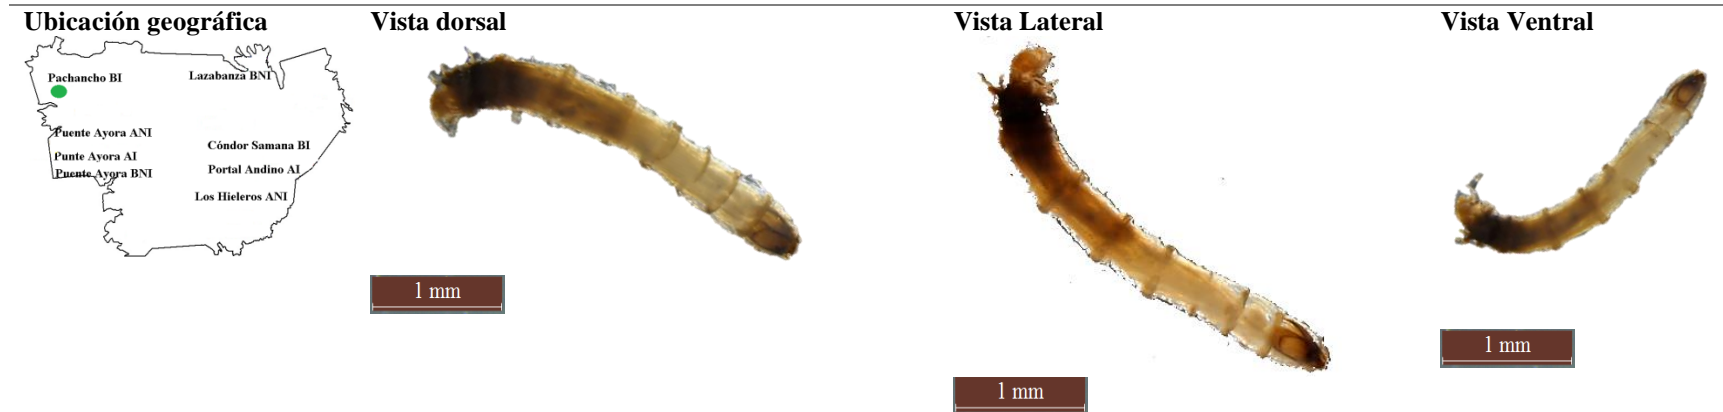 Ubicación geográfica
Vista dorsal
Vista Lateral
Vista Ventral
Pachancho BI
Lazabanza BNI
Puente Ayora ANI
Punte Ayora AI
Puente Ayora BNI
Cóndor Samana BI
Portal Andino AI
Los Hieleros ANI
1 mm
1 mm
1 mm